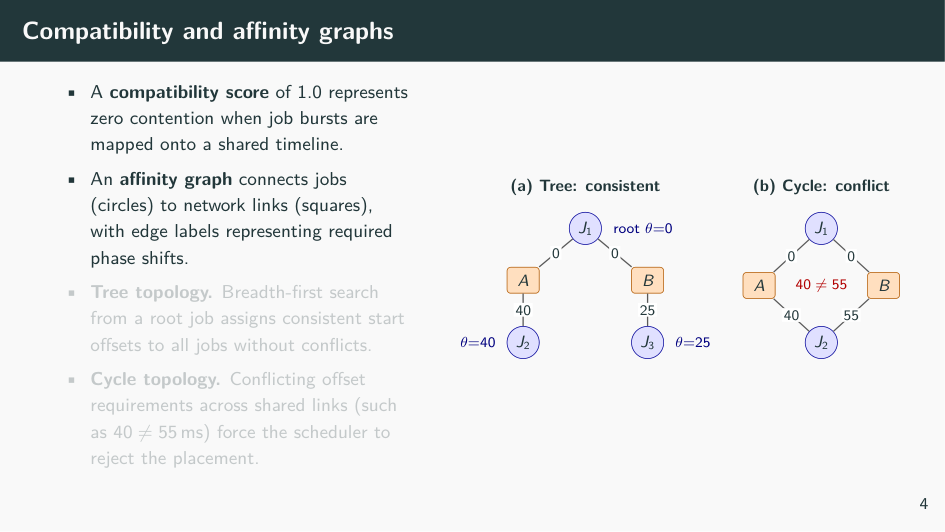 Compatibility and affinity graphs
▪ A compatibility score of 1.0 represents
zero contention when job bursts are
mapped onto a shared timeline.
▪ An affinity graph connects jobs
(circles) to network links (squares),
with edge labels representing required
phase shifts.
▪ Tree topology. Breadth-first search
from a root job assigns consistent start
offsets to all jobs without conflicts.
▪ Cycle topology. Conflicting offset
requirements across shared links (such
as 40 ≠ 55 ms) force the scheduler to
reject the placement.
(a) Tree: consistent
J₁ root θ=0
0 0
A B
40 25
θ=40 J₂ J₃ θ=25
(b) Cycle: conflict
J₁
0 0
A 40 ≠ 55 B
40 55
J₂
4